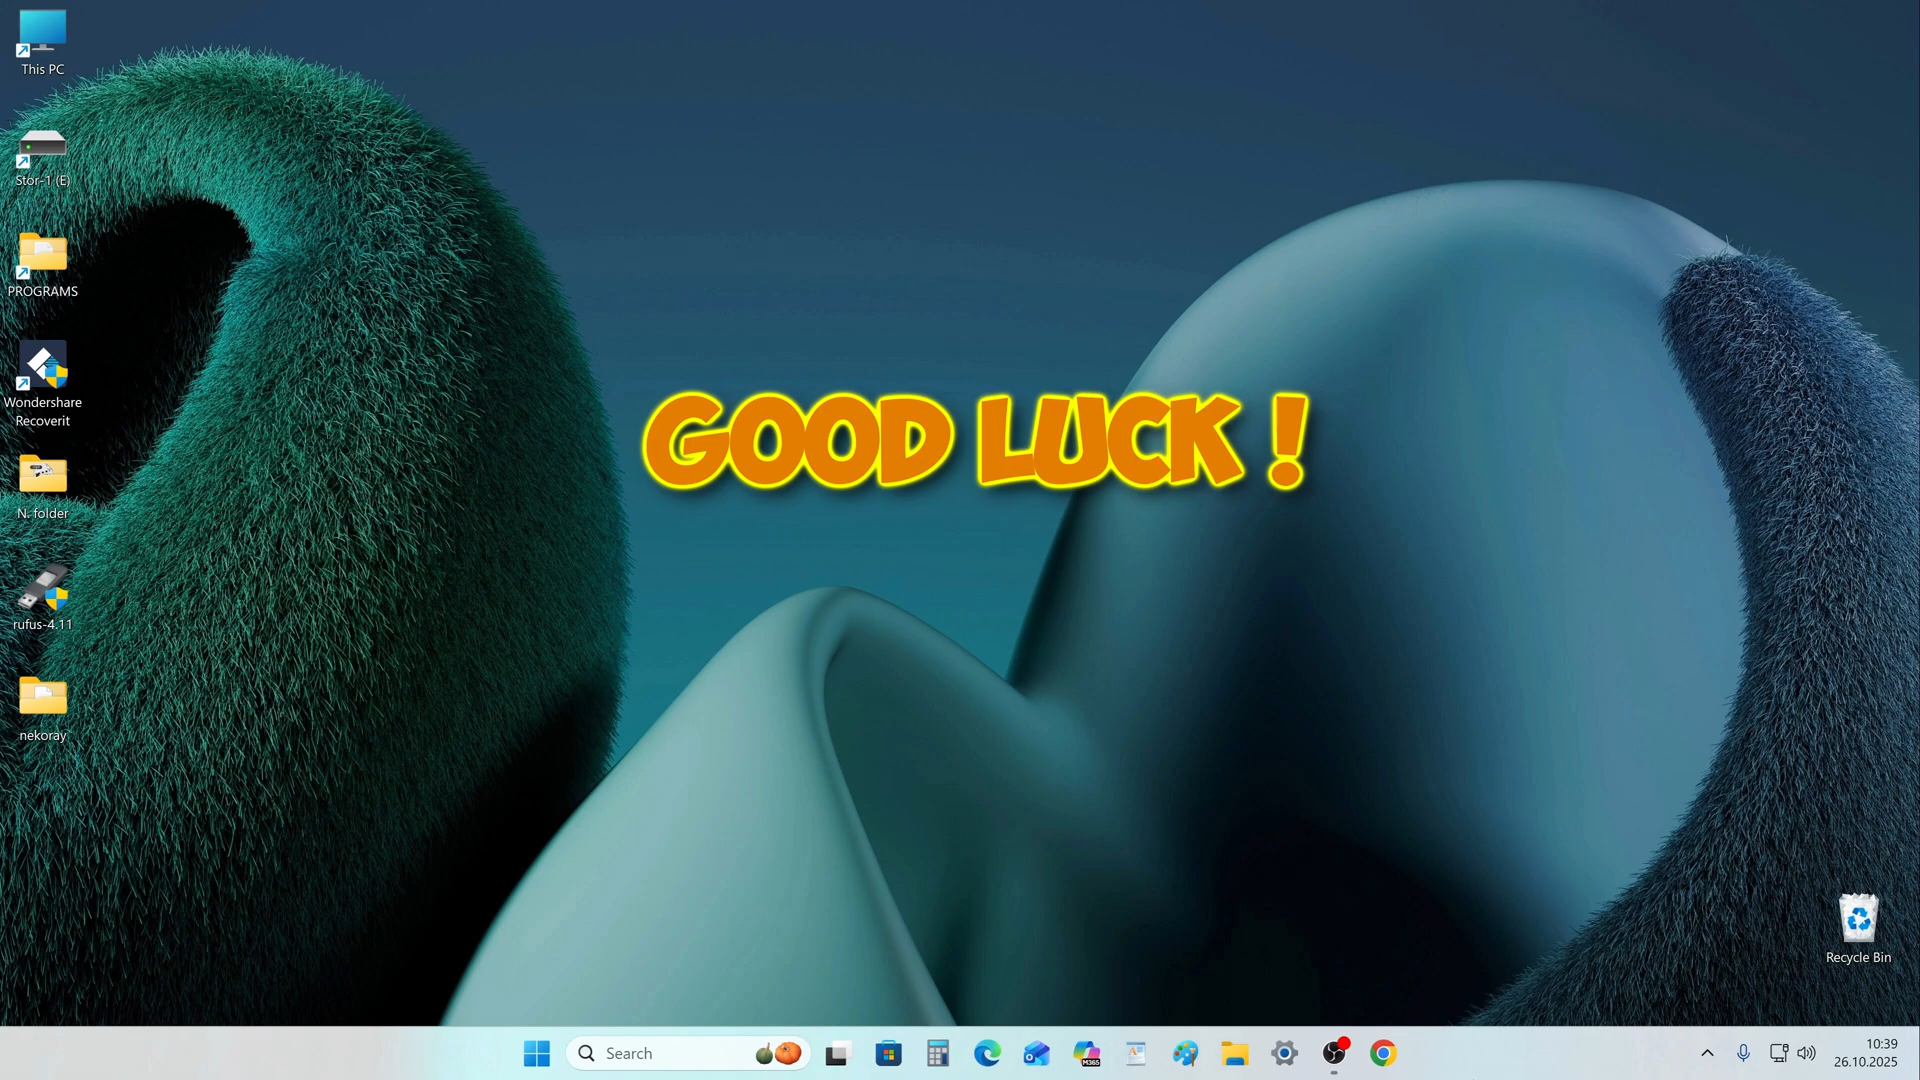 This PC
Stor-1 (E)
PROGRAMS
Wondershare
Recoverit
N. folder
rufus-4.11
nekoray
GOOD LUCK !
Recycle Bin
Search
M365
10:39
26.10.2025